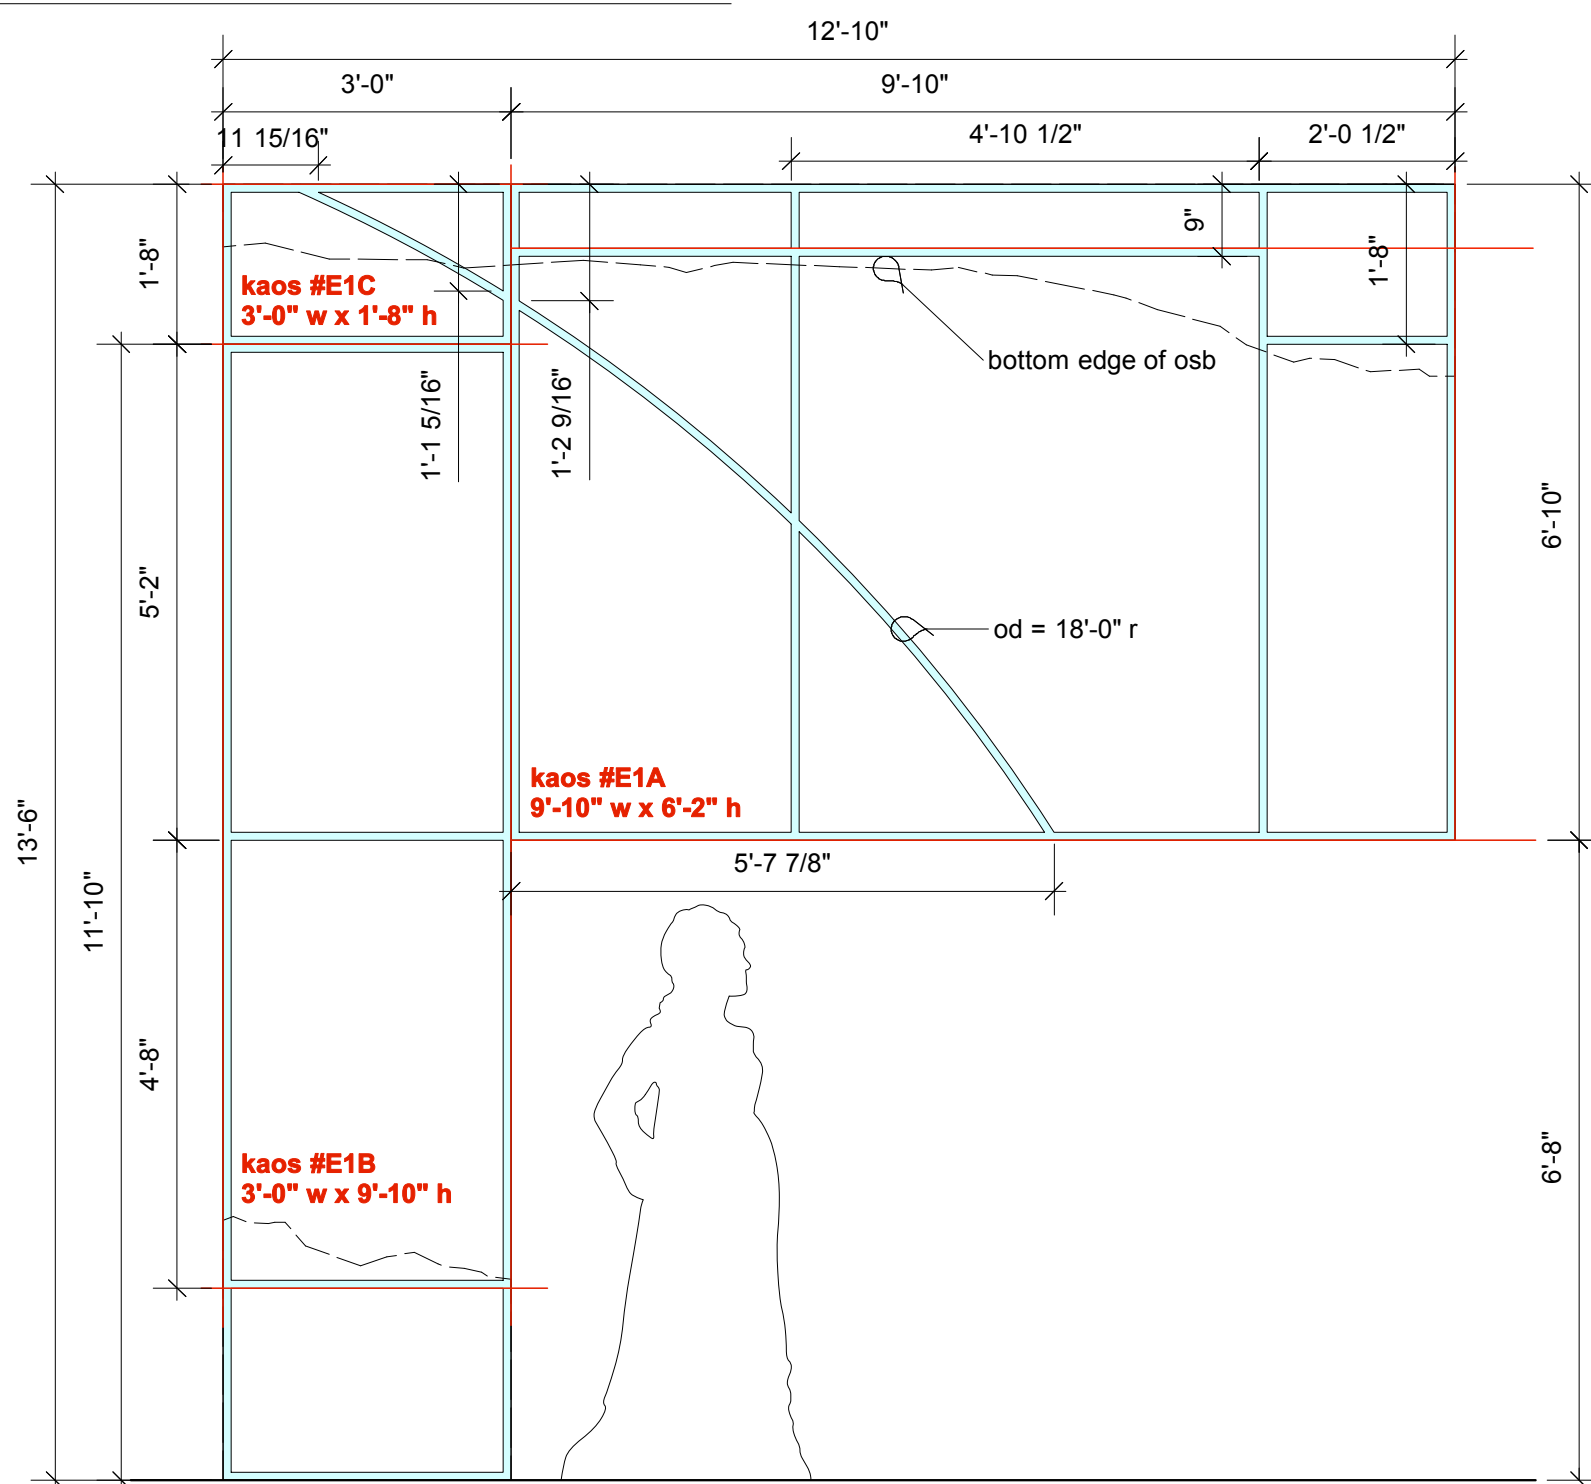 12'-10"
3'-0"
9'-10"
11 15/16"
4'-10 1/2"
2'-0 1/2"
1'-8"
9"
1'-8"
kaos #E1C
3'-0" w x 1'-8" h
bottom edge of osb
1'-1 5/16"
1'-2 9/16"
6'-10"
5'-2"
od = 18'-0" r
kaos #E1A
9'-10" w x 6'-2" h
13'-6"
5'-7 7/8"
11'-10"
4'-8"
6'-8"
kaos #E1B
3'-0" w x 9'-10" h